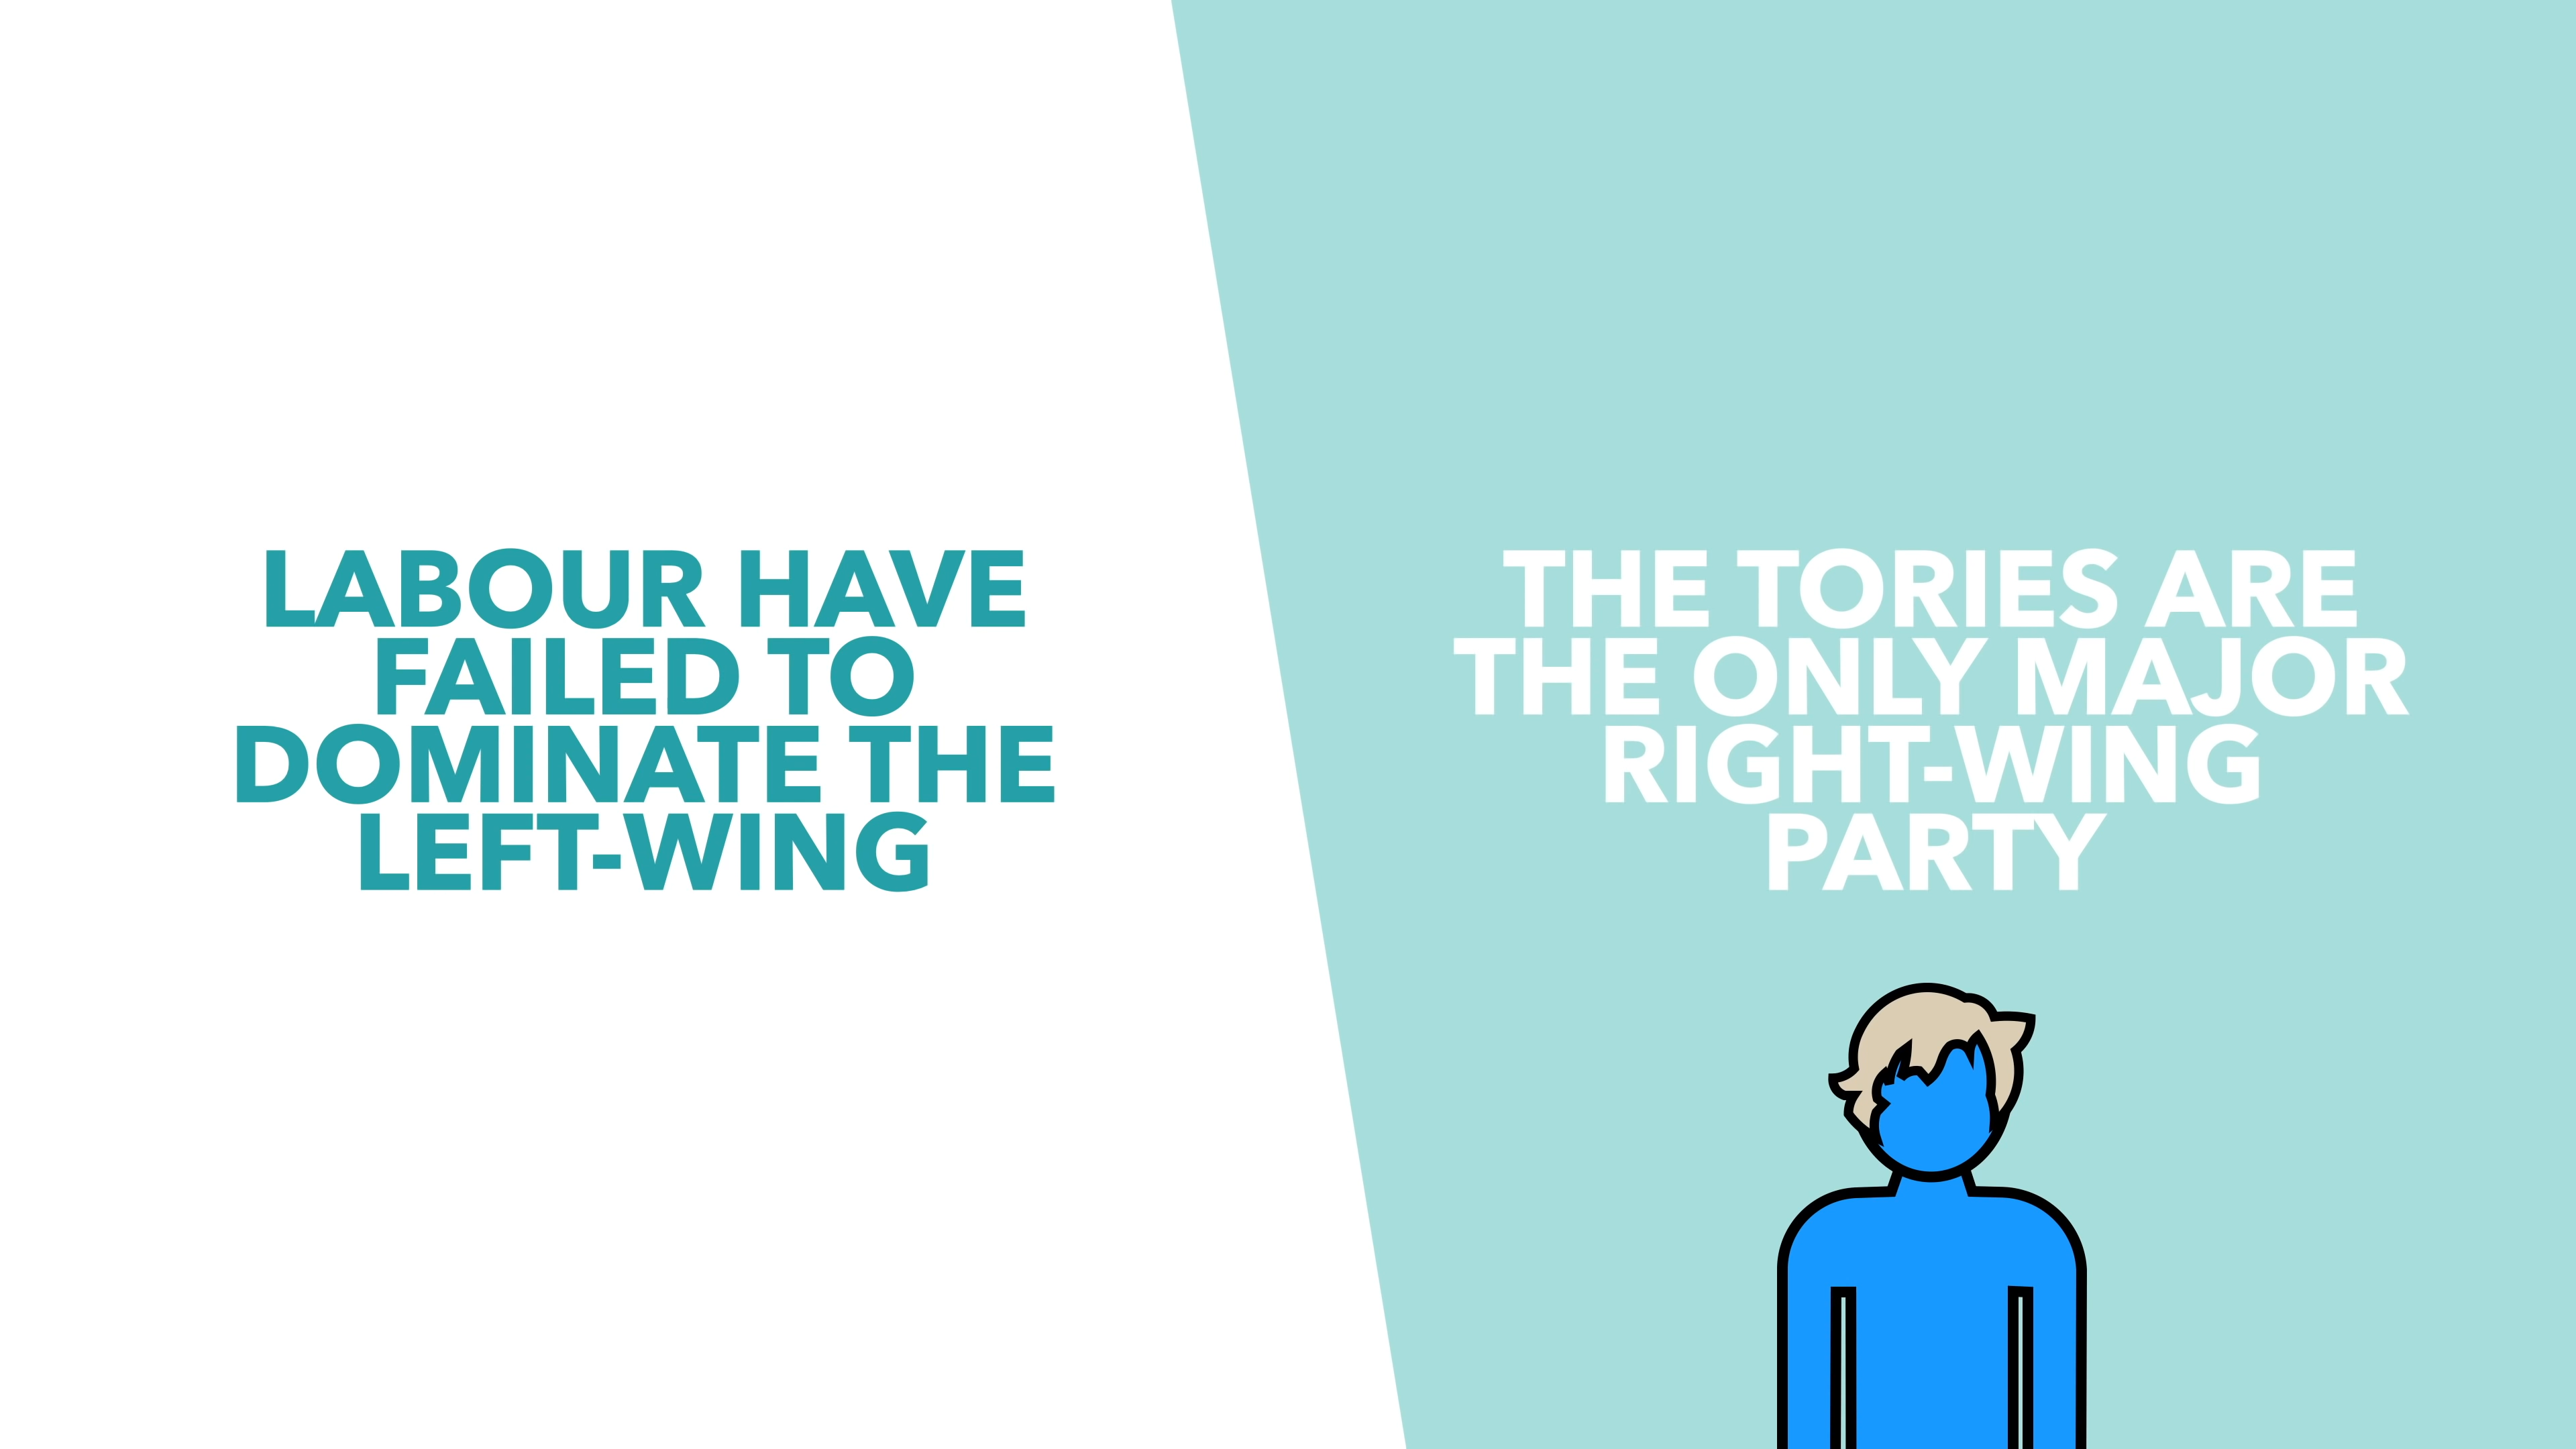 LABOUR HAVE
FAILED TO
DOMINATE THE
LEFT-WING
THE TORIES ARE
THE ONLY MAJOR
RIGHT-WING
PARTY